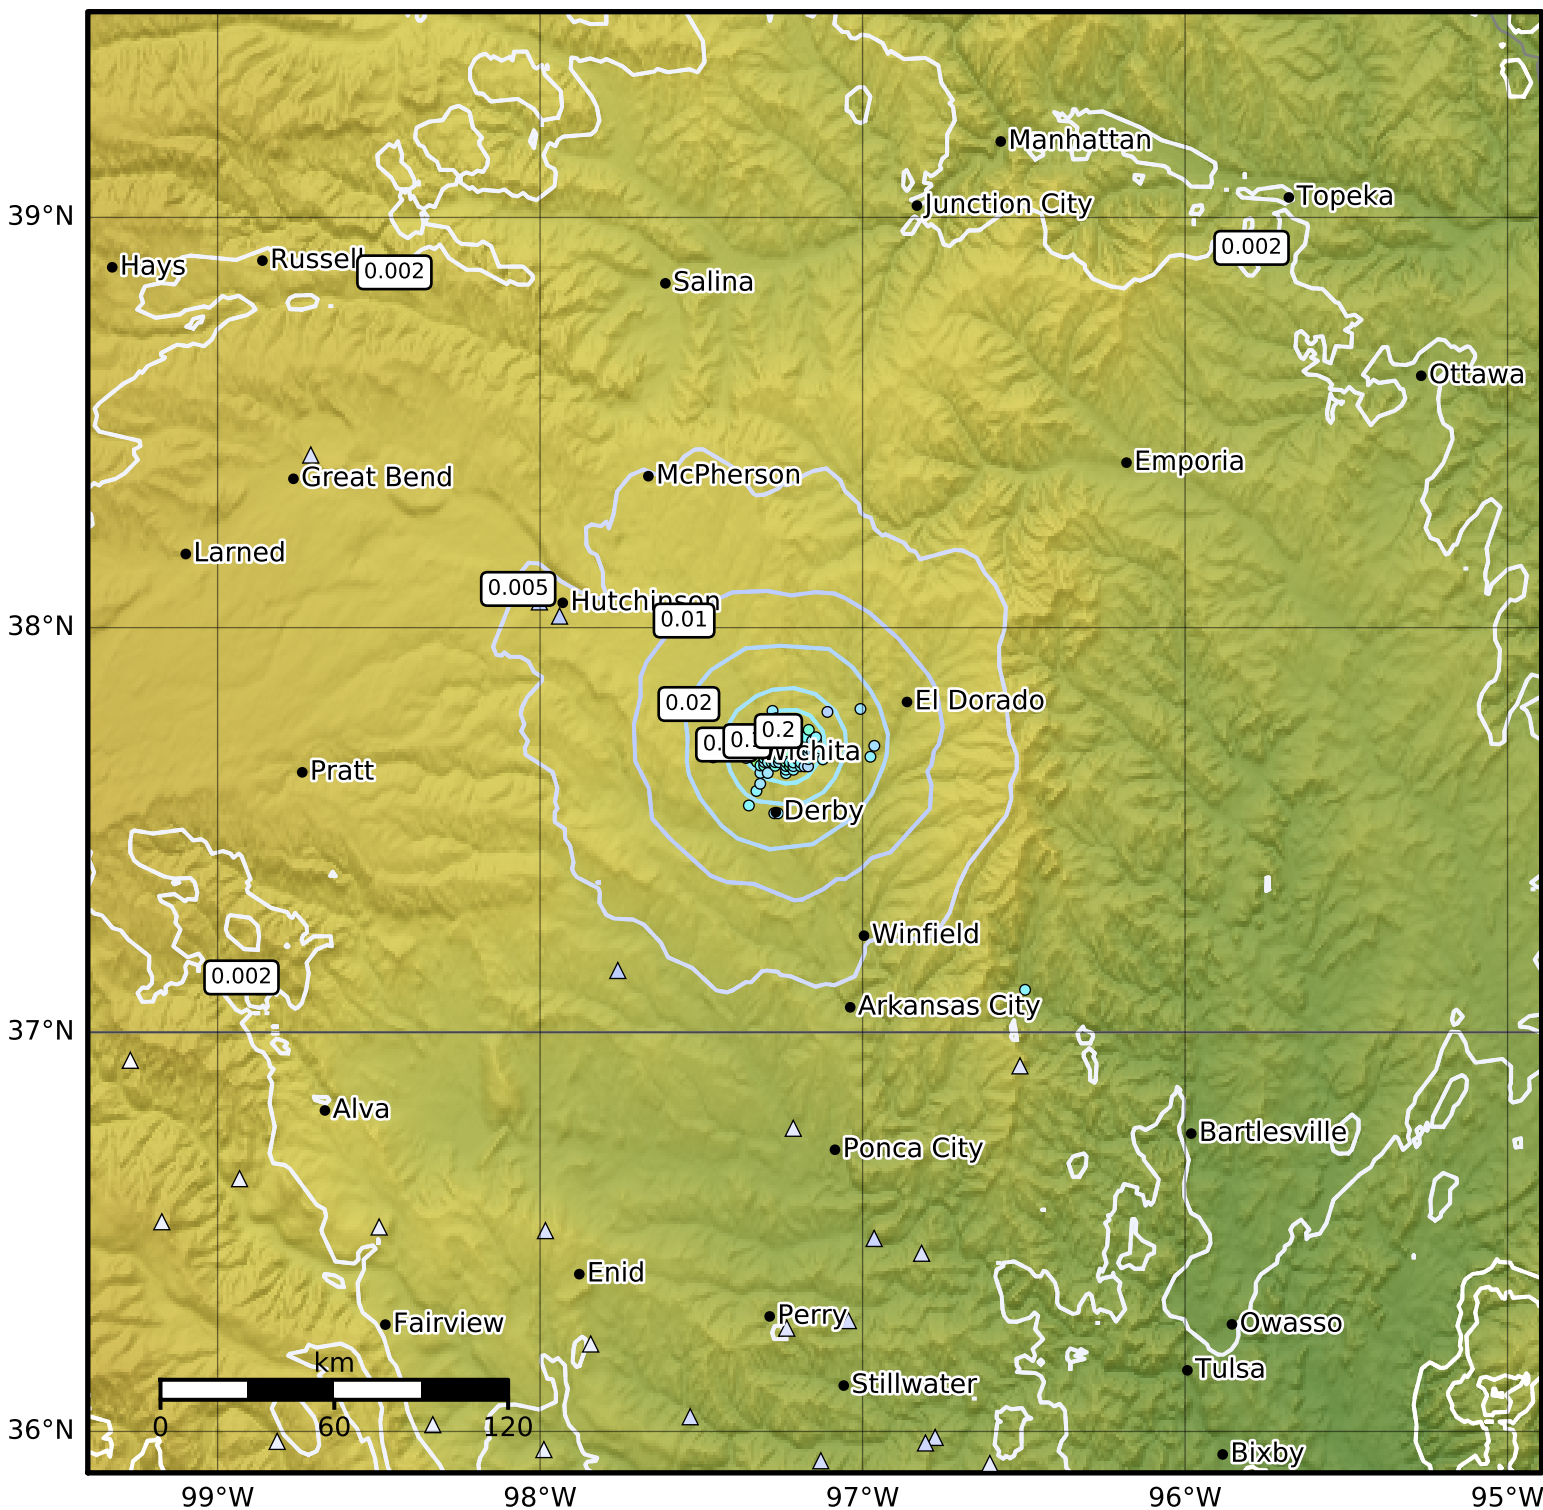 Manhattan
Topeka
Junction City
39°N
Hays
Russell
0.002
0.002
Salina
Ottawa
McPherson
Emporia
Great Bend
Larned
0.005
Hutchinson
0.01
38°N
0.02
El Dorado
0.2
Wichita
Pratt
Derby
Winfield
0.002
Arkansas City
37°N
Alva
Bartlesville
Ponca City
Enid
Perry
Fairview
Owasso
km
Tulsa
Stillwater
0 60 120
36°N
Bixby
99°W 98°W 97°W 96°W 95°W